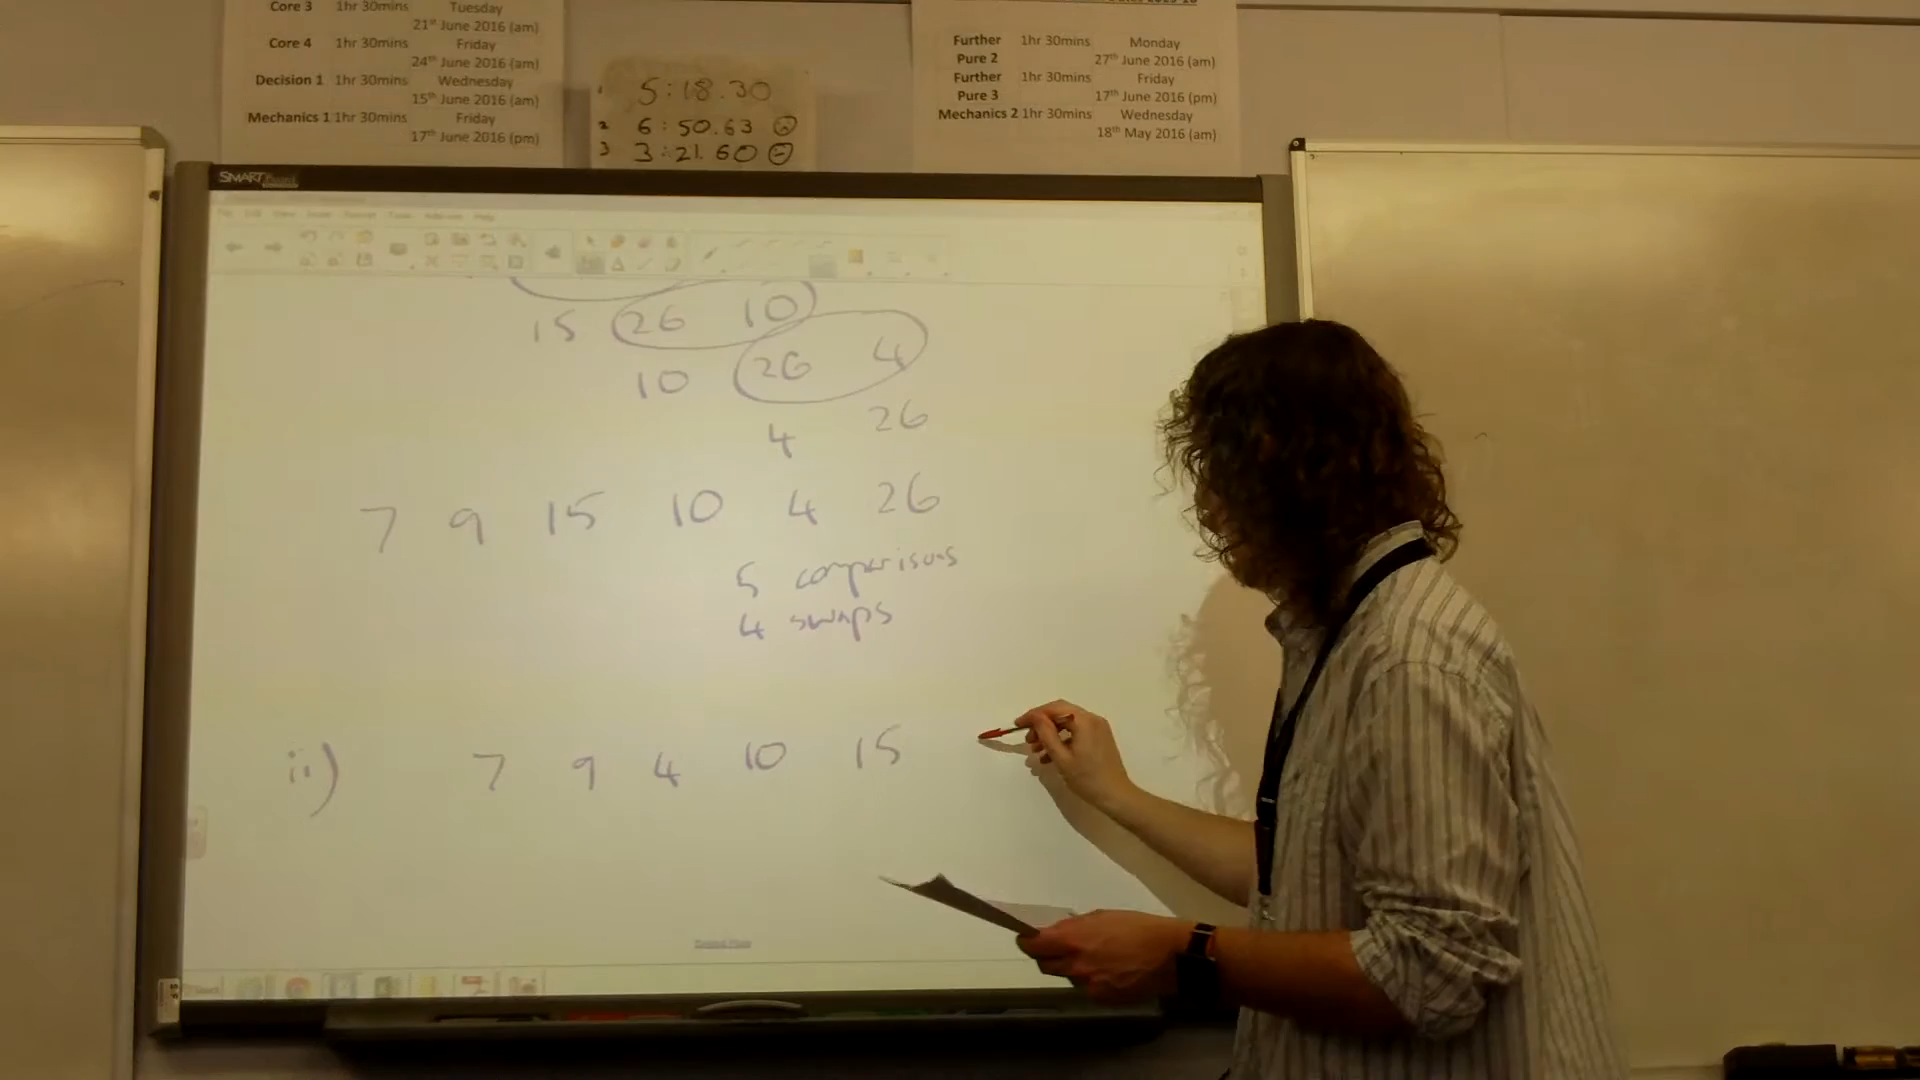 Core 3 1hr 30mins Tuesday
21st June 2016 (am)
Core 4 1hr 30mins Friday
24th June 2016 (am)
Decision 1 1hr 30mins Wednesday
15th June 2016 (am)
Mechanics 1 1hr 30mins Friday
17th June 2016 (pm)
1 5:18.30
2 6:50.63
3 3:21.60
Further Pure 2 1hr 30mins Monday
27th June 2016 (am)
Further Pure 3 1hr 30mins Friday
17th June 2016 (pm)
Mechanics 2 1hr 30mins Wednesday
18th May 2016 (am)
SMART
15 26 10
10 26 4
4 26
7 9 15 10 4 26
5 comparisons
4 swaps
ii) 7 9 4 10 15